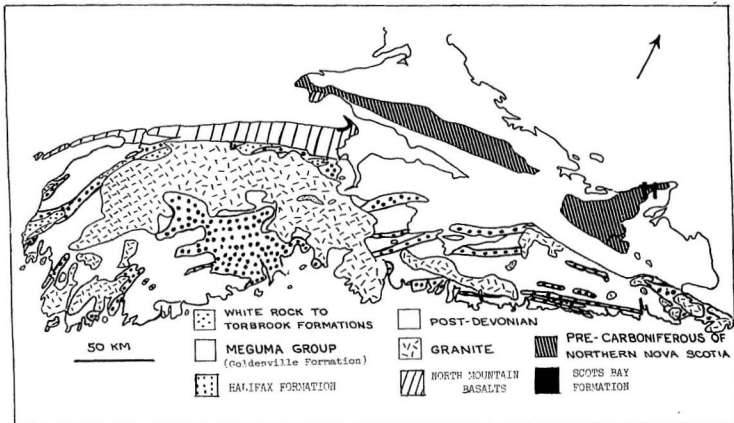 WHITE ROCK TO
TORBROOK FORMATIONS
MEGUMA GROUP
(Goldenville Formation)
HALIFAX FORMATION
POST-DEVONIAN
GRANITE
NORTH MOUNTAIN
BASALTS
PRE-CARBONIFEROUS OF
NORTHERN NOVA SCOTIA
SCOTS BAY
FORMATION
50 KM